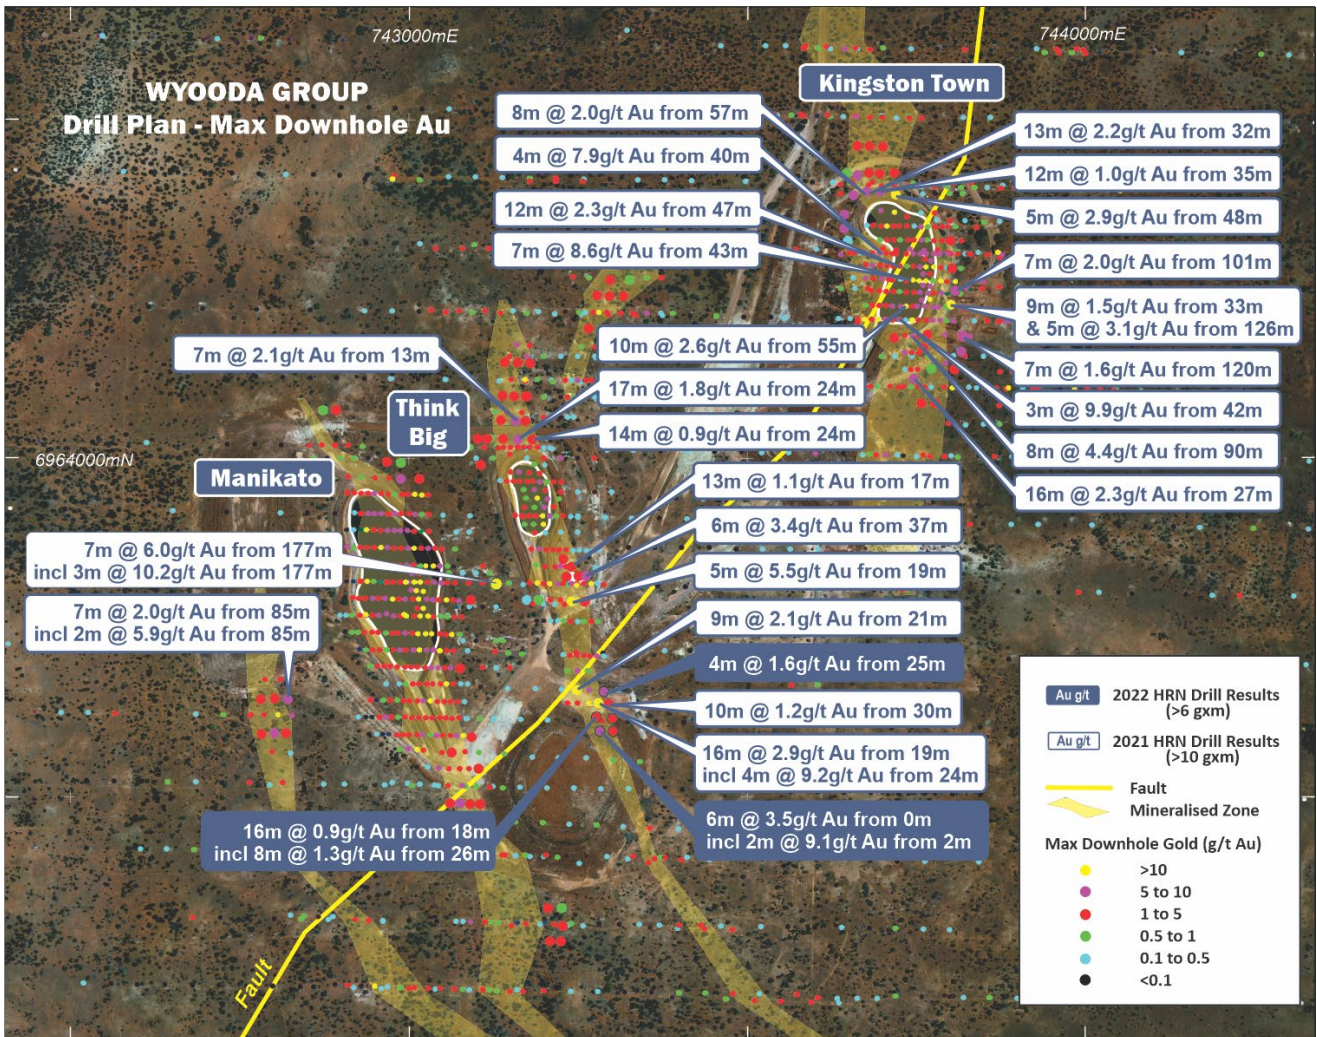 743000mE
744000mE
WYOODA GROUP
Drill Plan - Max Downhole Au
Kingston Town
8m @ 2.0g/t Au from 57m
4m @ 7.9g/t Au from 40m
12m @ 2.3g/t Au from 47m
7m @ 8.6g/t Au from 43m
13m @ 2.2g/t Au from 32m
12m @ 1.0g/t Au from 35m
5m @ 2.9g/t Au from 48m
7m @ 2.0g/t Au from 101m
9m @ 1.5g/t Au from 33m
& 5m @ 3.1g/t Au from 126m
7m @ 1.6g/t Au from 120m
3m @ 9.9g/t Au from 42m
8m @ 4.4g/t Au from 90m
16m @ 2.3g/t Au from 27m
7m @ 2.1g/t Au from 13m
10m @ 2.6g/t Au from 55m
17m @ 1.8g/t Au from 24m
14m @ 0.9g/t Au from 24m
Think
Big
6964000mN
Manikato
13m @ 1.1g/t Au from 17m
6m @ 3.4g/t Au from 37m
5m @ 5.5g/t Au from 19m
9m @ 2.1g/t Au from 21m
4m @ 1.6g/t Au from 25m
10m @ 1.2g/t Au from 30m
16m @ 2.9g/t Au from 19m
incl 4m @ 9.2g/t Au from 24m
6m @ 3.5g/t Au from 0m
incl 2m @ 9.1g/t Au from 2m
7m @ 6.0g/t Au from 177m
incl 3m @ 10.2g/t Au from 177m
7m @ 2.0g/t Au from 85m
incl 2m @ 5.9g/t Au from 85m
16m @ 0.9g/t Au from 18m
incl 8m @ 1.3g/t Au from 26m
Fault
Au g/t 2022 HRN Drill Results
(>6 gxm)
Au g/t 2021 HRN Drill Results
(>10 gxm)
Fault
Mineralised Zone
Max Downhole Gold (g/t Au)
>10
5 to 10
1 to 5
0.5 to 1
0.1 to 0.5
<0.1